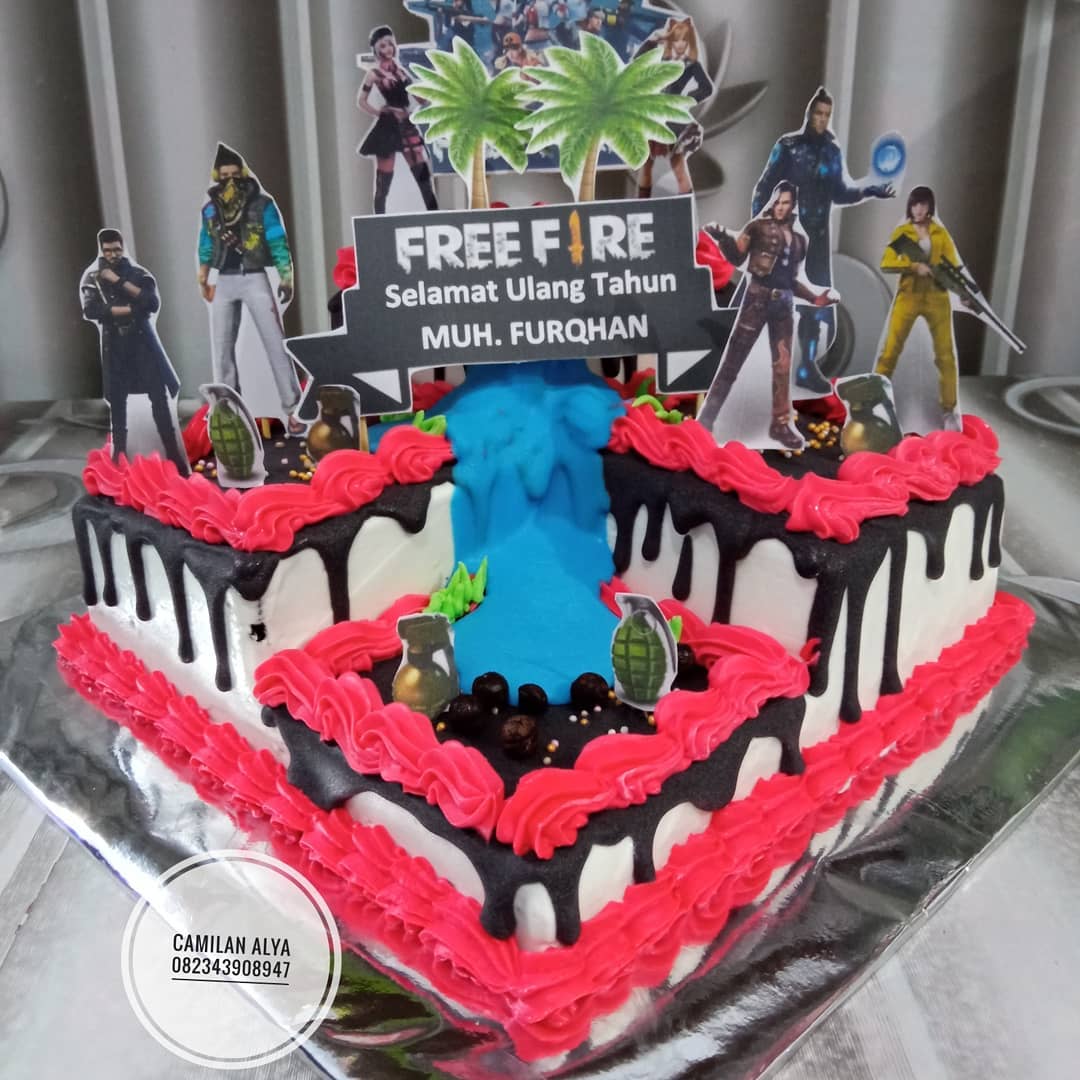 FREE FIRE
Selamat Ulang Tahun
MUH. FURQHAN
CAMILAN ALYA
082343908947